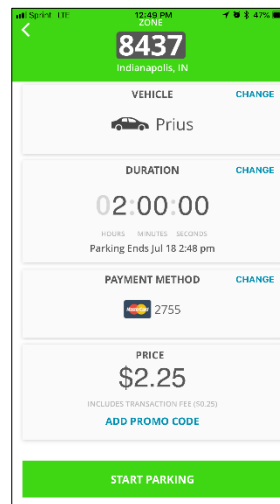 Sprint LTE 12:49 PM 47%
ZONE
8437
Indianapolis, IN
VEHICLE CHANGE
Prius
DURATION CHANGE
02:00:00
HOURS MINUTES SECONDS
Parking Ends Jul 18 2:48 pm
PAYMENT METHOD CHANGE
MasterCard 2755
PRICE
$2.25
INCLUDES TRANSACTION FEE ($0.25)
ADD PROMO CODE
START PARKING